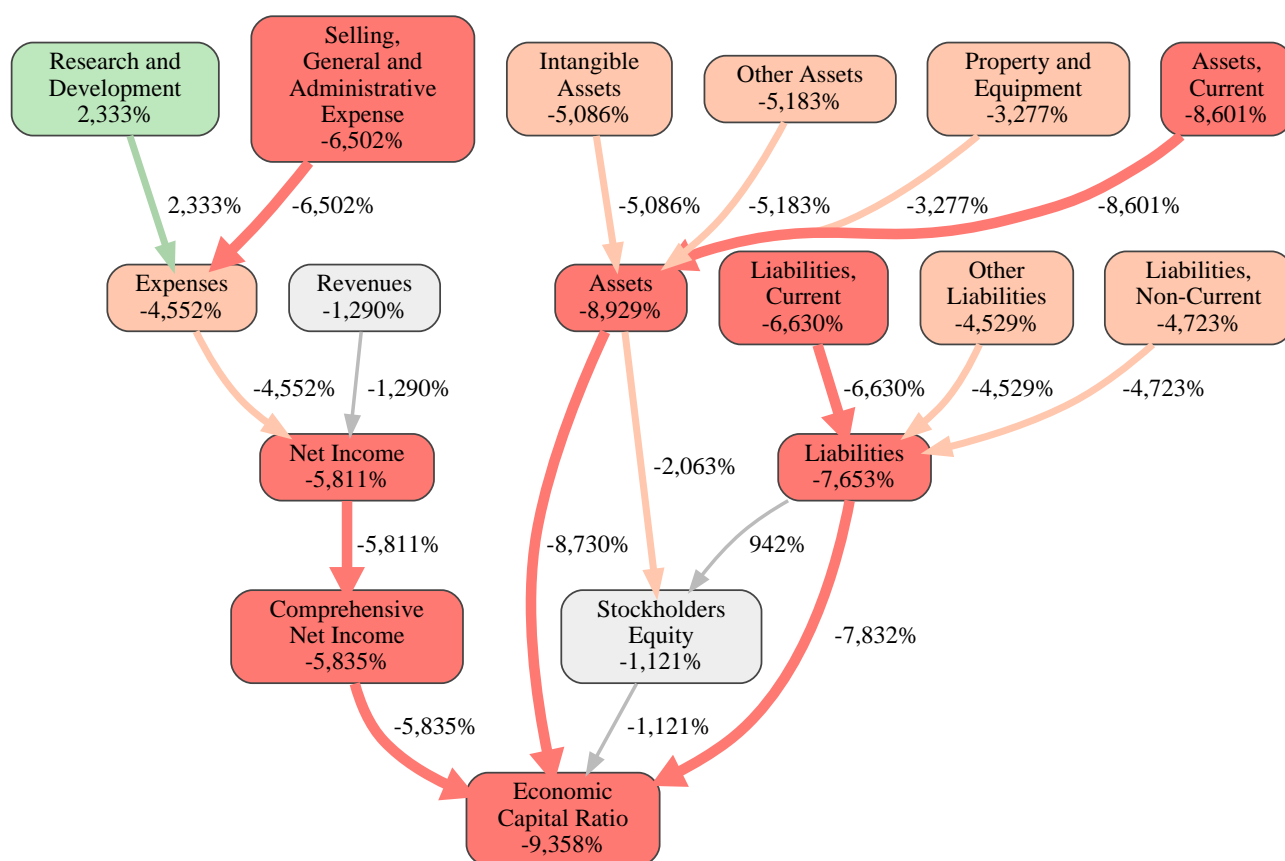 Research and
Development
2,333%
Selling,
General and
Administrative
Expense
-6,502%
Intangible
Assets
-5,086%
Other Assets
-5,183%
Property and
Equipment
-3,277%
Assets,
Current
-8,601%
2,333%
-6,502%
-5,086%
-5,183%
-3,277%
-8,601%
Expenses
-4,552%
Revenues
-1,290%
Assets
-8,929%
Liabilities,
Current
-6,630%
Other
Liabilities
-4,529%
Liabilities,
Non-Current
-4,723%
-4,552%
-1,290%
-6,630%
-4,529%
-4,723%
Net Income
-5,811%
-2,063%
Liabilities
-7,653%
-5,811%
-8,730%
942%
Comprehensive
Net Income
-5,835%
Stockholders
Equity
-1,121%
-7,832%
-5,835%
-1,121%
Economic
Capital Ratio
-9,358%